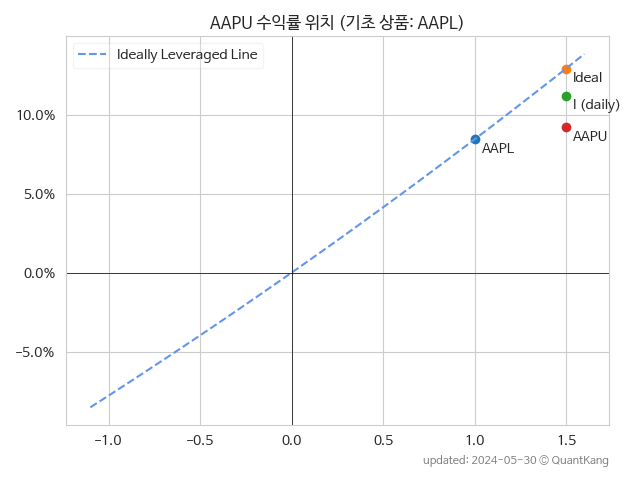 AAPU 수익률 위치 (기초 상품: AAPL)
Ideally Leveraged Line
Ideal
I (daily)
AAPU
AAPL
10.0%
5.0%
0.0%
−5.0%
−1.0 −0.5 0.0 0.5 1.0 1.5
updated: 2024-05-30 © QuantKang